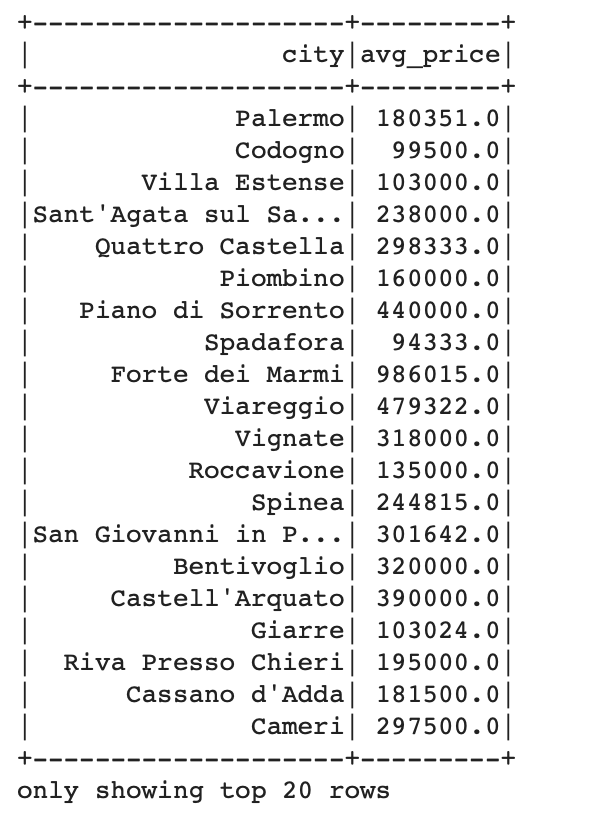 +--------------------+---------+
|                city|avg_price|
+--------------------+---------+
|             Palermo| 180351.0|
|             Codogno|  99500.0|
|       Villa Estense| 103000.0|
|Sant'Agata sul Sa...| 238000.0|
|    Quattro Castella| 298333.0|
|            Piombino| 160000.0|
|   Piano di Sorrento| 440000.0|
|           Spadafora|  94333.0|
|     Forte dei Marmi| 986015.0|
|           Viareggio| 479322.0|
|             Vignate| 318000.0|
|          Roccavione| 135000.0|
|              Spinea| 244815.0|
|San Giovanni in P...| 301642.0|
|         Bentivoglio| 320000.0|
|     Castell'Arquato| 390000.0|
|              Giarre| 103024.0|
|  Riva Presso Chieri| 195000.0|
|      Cassano d'Adda| 181500.0|
|              Cameri| 297500.0|
+--------------------+---------+
only showing top 20 rows